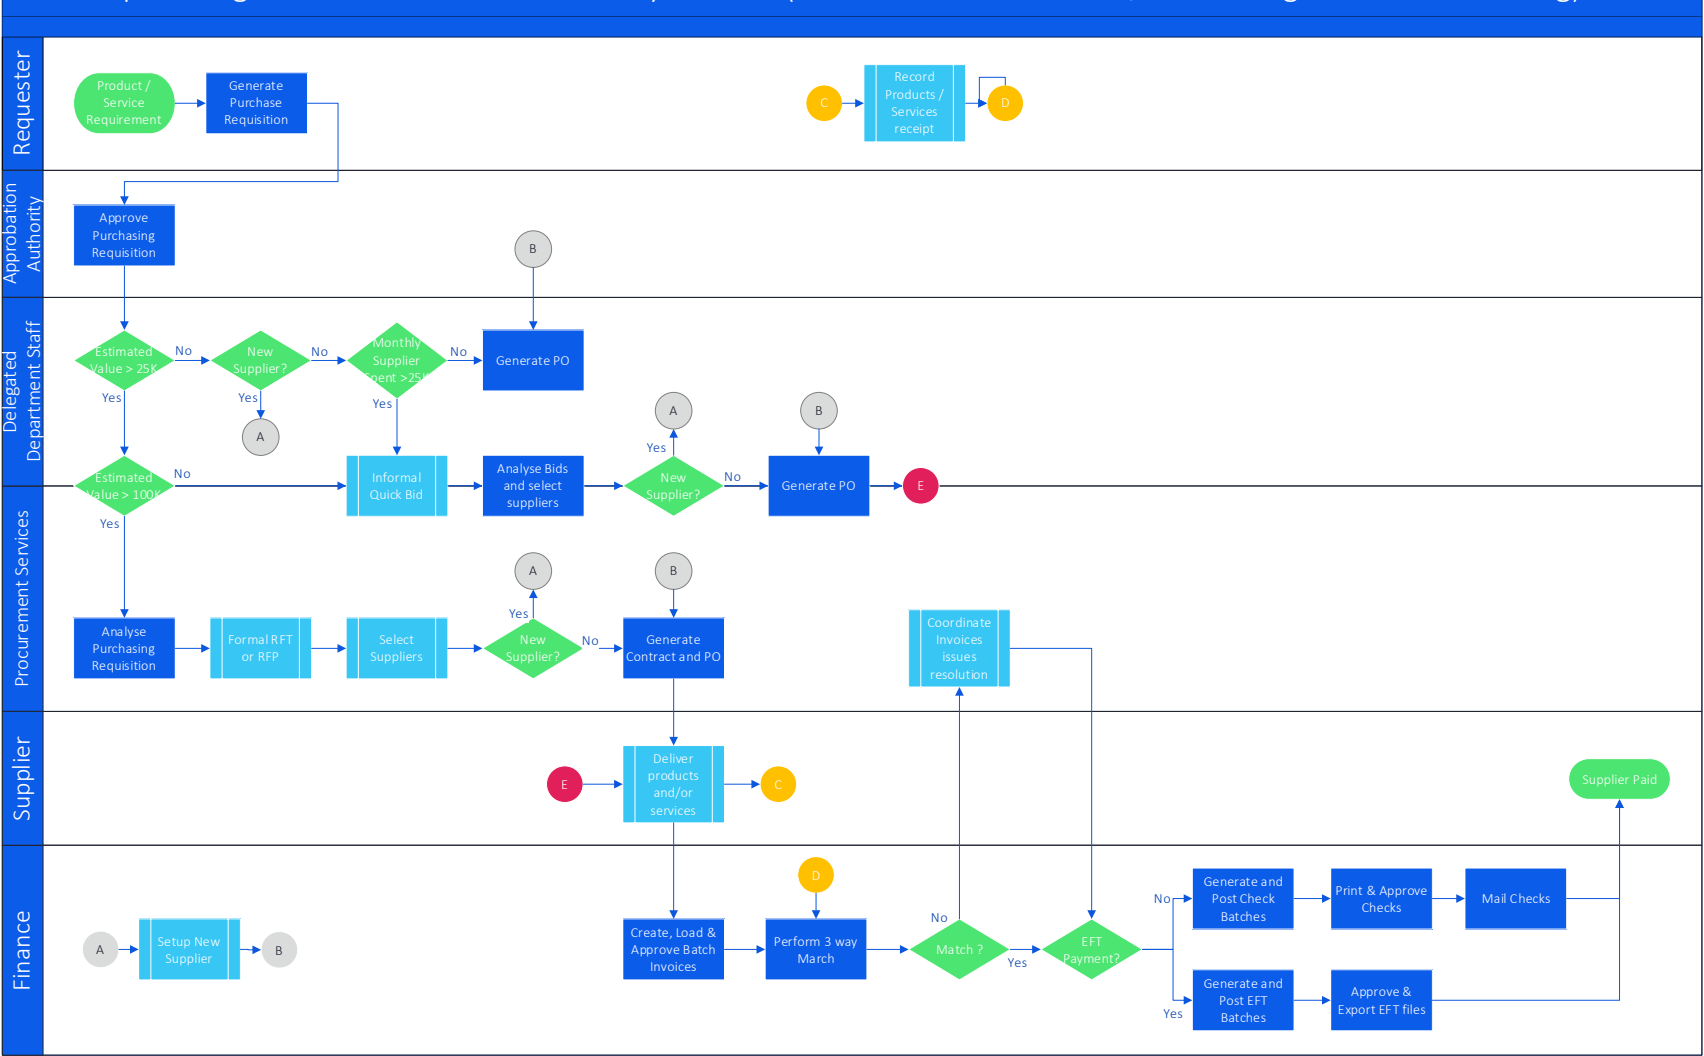 Requester
Product /
Service
Requirement
Generate
Purchase
Requisition
C
Record
Products /
Services
receipt
D
Approbation
Authority
Approve
Purchasing
Requisition
B
Delegated
Department Staff
Estimated
Value > 25K
No
New
Supplier?
No
Monthly
Supplier
Spent >25K
No
Generate PO
Yes
Yes
Yes
A
A
B
Yes
Estimated
Value > 100K
No
Informal
Quick Bid
Analyse Bids
and select
suppliers
New
Supplier?
No
Generate PO
E
Yes
Procurement Services
A
B
Yes
Analyse
Purchasing
Requisition
Formal RFT
or RFP
Select
Suppliers
New
Supplier?
No
Generate
Contract and PO
Coordinate
Invoices
issues
resolution
Supplier
E
Deliver
products
and/or
services
C
Supplier Paid
Finance
A
Setup New
Supplier
B
Create, Load &
Approve Batch
Invoices
D
Perform 3 way
March
No
Match ?
Yes
EFT
Payment?
No
Generate and
Post Check
Batches
Print & Approve
Checks
Mail Checks
Yes
Generate and
Post EFT
Batches
Approve &
Export EFT files